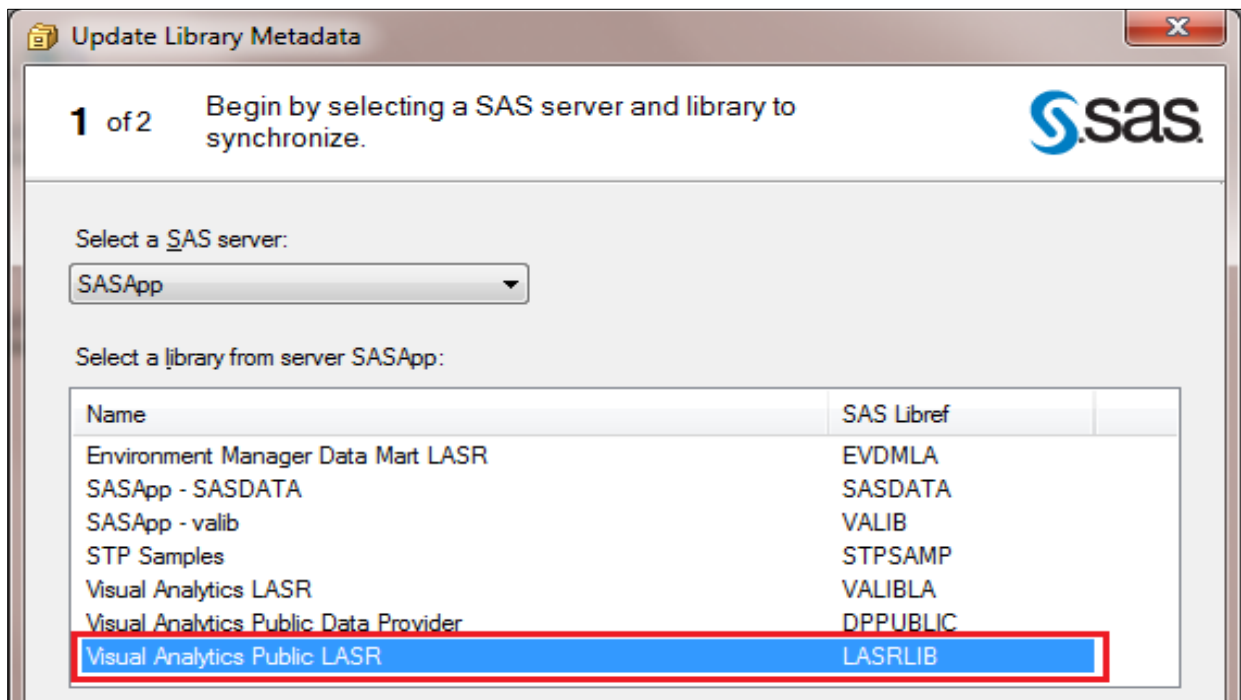 Update Library Metadata
x
1 of 2
Begin by selecting a SAS server and library to
synchronize.
sas
Select a SAS server:
SASApp
Select a library from server SASApp:
Name SAS Libref
Environment Manager Data Mart LASR EVDMLA
SASApp - SASDATA SASDATA
SASApp - valib VALIB
STP Samples STPSAMP
Visual Analytics LASR VALIBLA
Visual Analytics Public Data Provider DPPUBLIC
Visual Analytics Public LASR LASRLIB